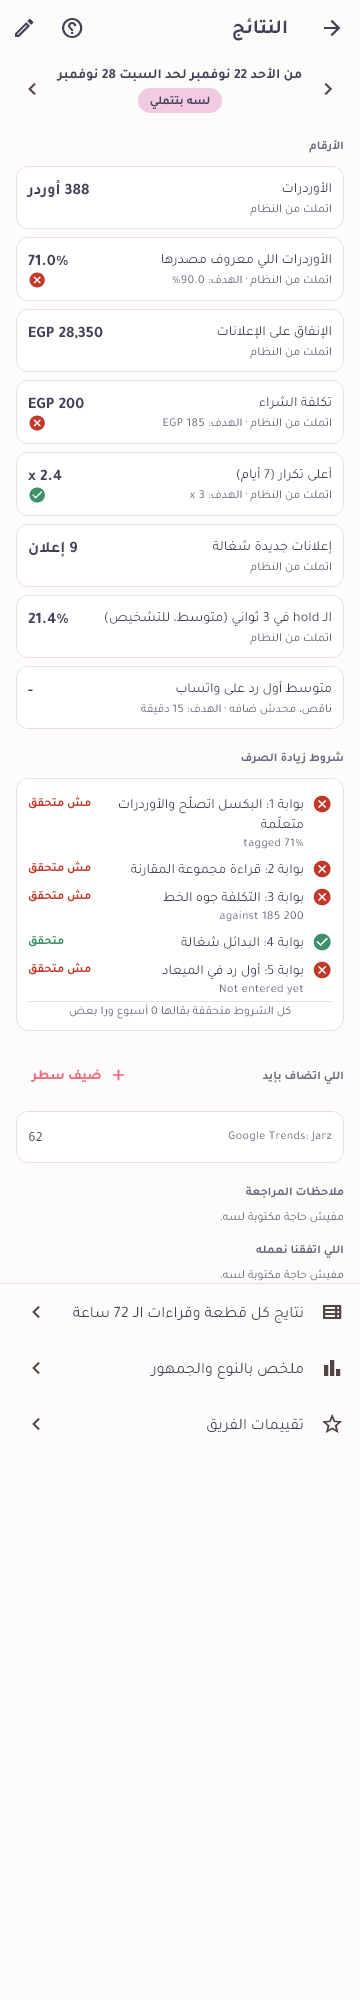 النتائج
من الأحد 22 نوفمبر لحد السبت 28 نوفمبر
لسه بتتملي
الأرقام
الأوردرات
388 أوردر
اتملت من النظام
الأوردرات اللي معروف مصدرها
71.0%
اتملت من النظام · الهدف: 90.0%
الإنفاق على الإعلانات
EGP 28,350
اتملت من النظام
تكلفة الشراء
EGP 200
اتملت من النظام · الهدف: EGP 185
أعلى تكرار (7 أيام)
2.4 x
اتملت من النظام · الهدف: 3 x
إعلانات جديدة شغالة
9 إعلان
اتملت من النظام
الـ hold في 3 ثواني (متوسط، للتشخيص)
21.4%
اتملت من النظام
متوسط أول رد على واتساب
-
ناقص، محدش ضافه · الهدف: 15 دقيقة
شروط زيادة الصرف
بوابة 1: البكسل اتصلّح والأوردرات
متعلّمة
مش متحقق
tagged 71%
بوابة 2: قراءة مجموعة المقارنة
مش متحقق
بوابة 3: التكلفة جوه الخط
مش متحقق
against 185 200
بوابة 4: البدائل شغالة
متحقق
بوابة 5: أول رد في الميعاد
مش متحقق
Not entered yet
كل الشروط متحققة بقالها 0 أسبوع ورا بعض
اللي اتضاف بإيد
+ ضيف سطر
Google Trends: Jarz
62
ملاحظات المراجعة
مفيش حاجة مكتوبة لسه.
اللي اتفقنا نعمله
مفيش حاجة مكتوبة لسه.
نتايج كل قطعة وقراءات الـ 72 ساعة
ملخص بالنوع والجمهور
تقييمات الفريق